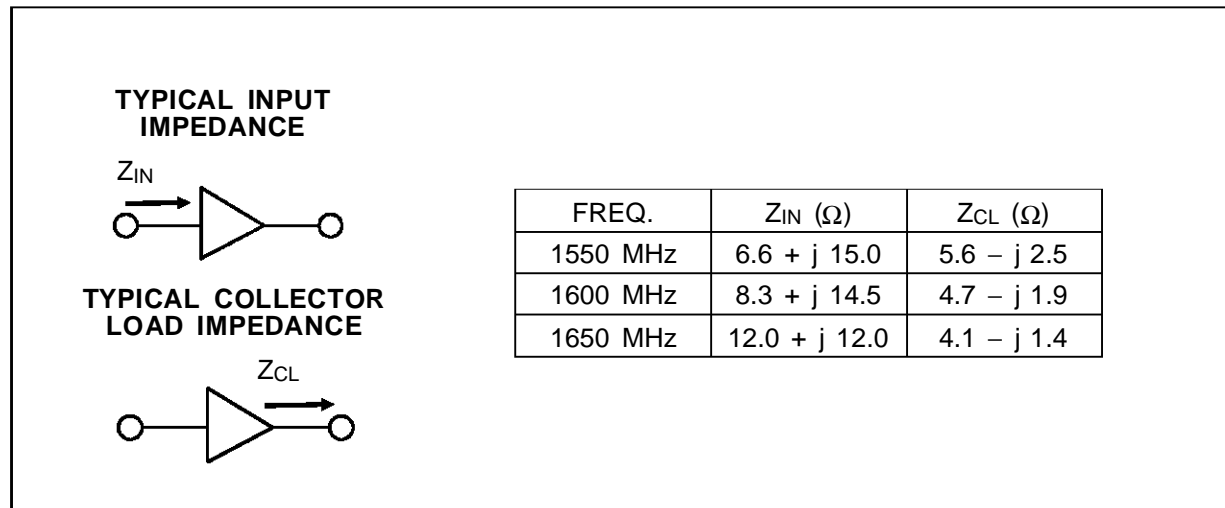 TYPICAL INPUT
IMPEDANCE
ZIN
TYPICAL COLLECTOR
LOAD IMPEDANCE
ZCL
FREQ. ZIN (Ω) ZCL (Ω)
1550 MHz 6.6 + j 15.0 5.6 − j 2.5
1600 MHz 8.3 + j 14.5 4.7 − j 1.9
1650 MHz 12.0 + j 12.0 4.1 − j 1.4